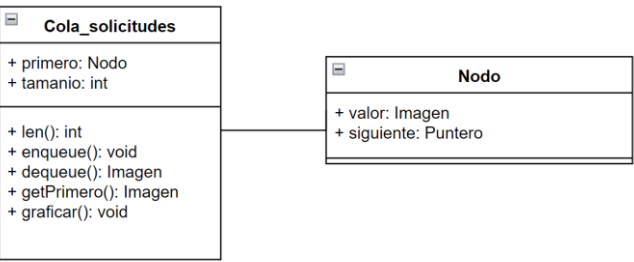 Cola_solicitudes
+ primero: Nodo
+ tamanio: int
+ len(): int
+ enqueue(): void
+ dequeue(): Imagen
+ getPrimero(): Imagen
+ graficar(): void
Nodo
+ valor: Imagen
+ siguiente: Puntero